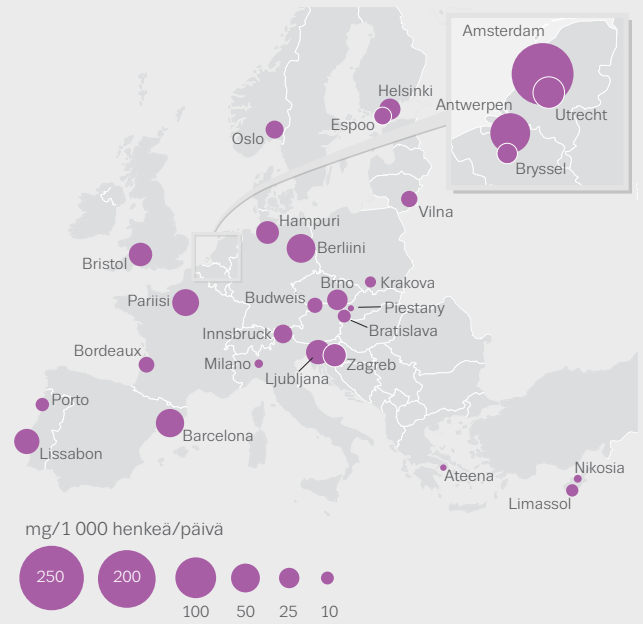 Amsterdam
Helsinki
Antwerpen
Utrecht
Espoo
Oslo
Bryssel
Vilna
Hampuri
Berliini
Bristol
Brno
Krakova
Pariisi
Budweis
Piestany
Bratislava
Innsbruck
Bordeaux
Milano
Zagreb
Ljubljana
Porto
Barcelona
Lissabon
Nikosia
Ateena
Limassol
mg/1 000 henkeä/päivä
250 200
100 50 25 10